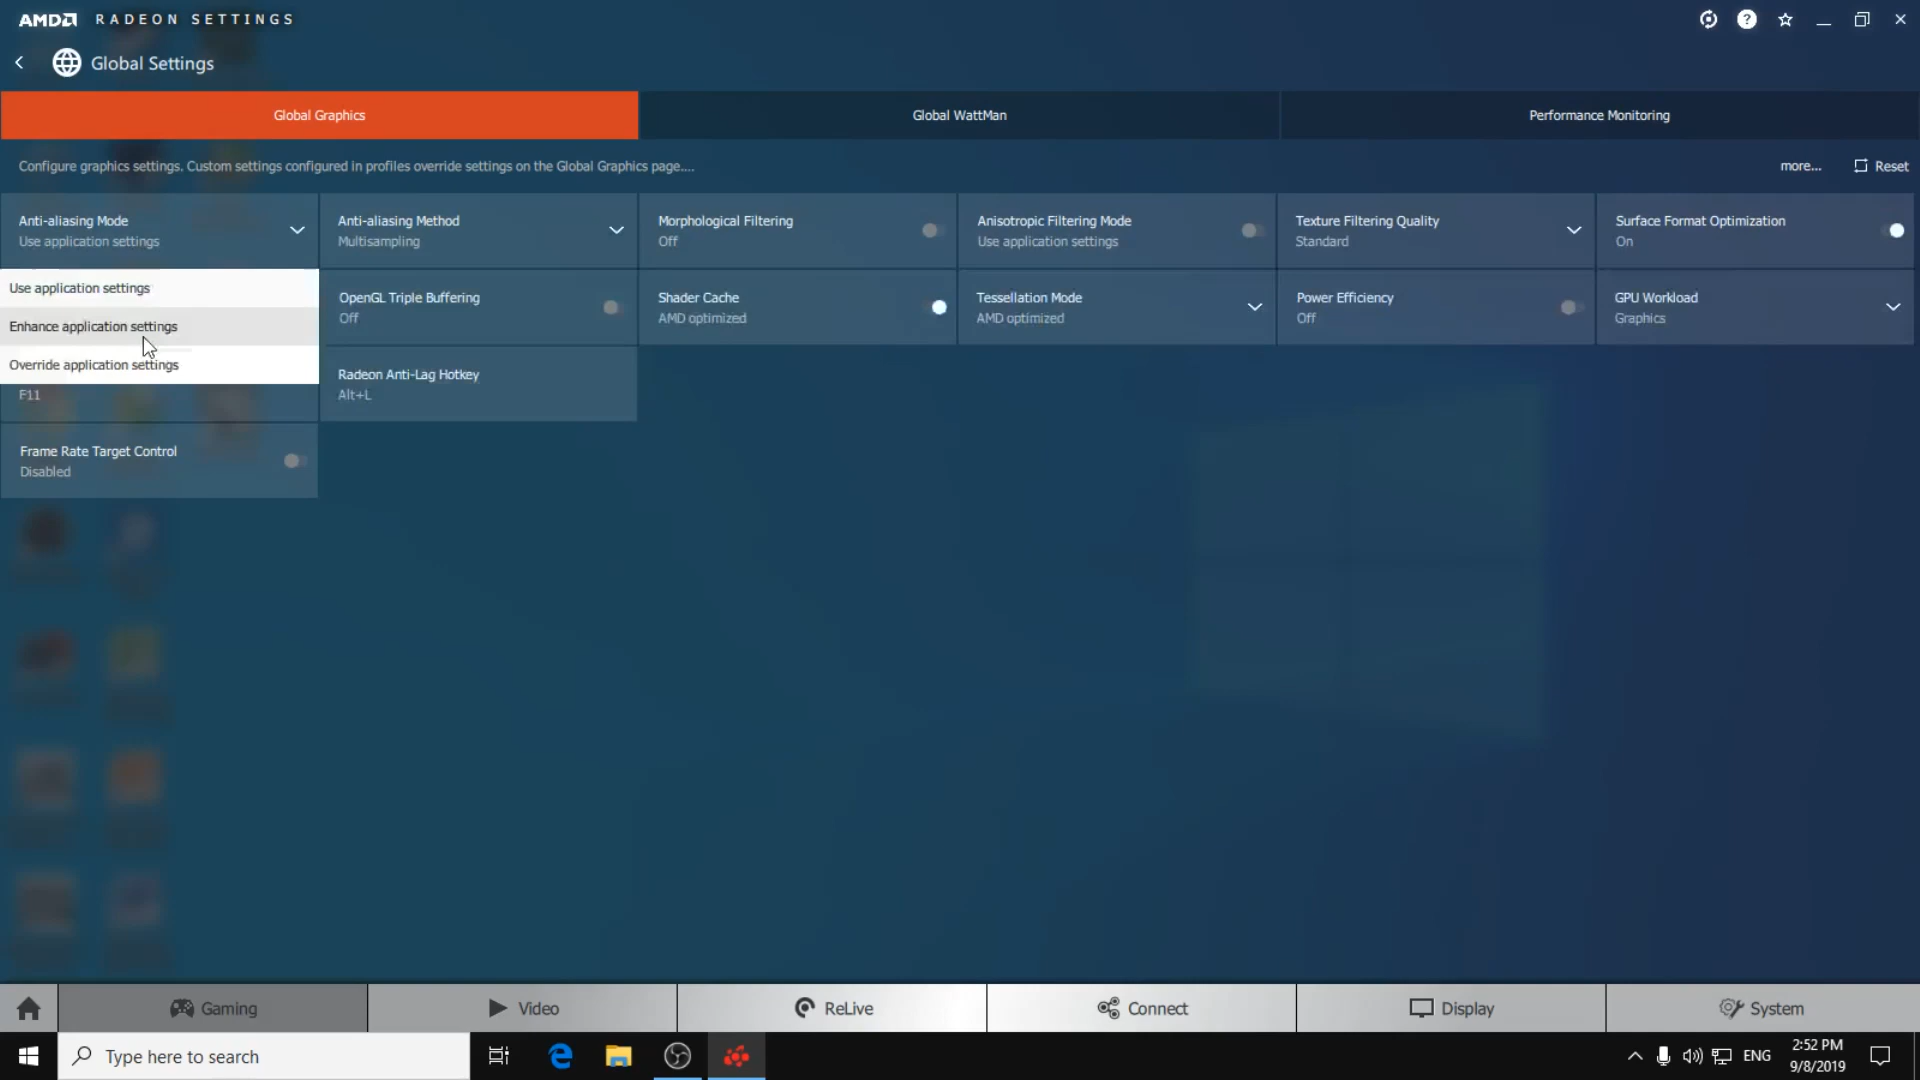 AMD RADEON SETTINGS
Global Settings
Global Graphics
Global WattMan
Performance Monitoring
Configure graphics settings. Custom settings configured in profiles override settings on the Global Graphics page....
more...
Reset
Anti-aliasing Mode
Use application settings
Anti-aliasing Method
Multisampling
Morphological Filtering
Off
Anisotropic Filtering Mode
Use application settings
Texture Filtering Quality
Standard
Surface Format Optimization
On
Use application settings
Enhance application settings
Override application settings
F11
OpenGL Triple Buffering
Off
Shader Cache
AMD optimized
Tessellation Mode
AMD optimized
Power Efficiency
Off
GPU Workload
Graphics
Radeon Anti-Lag Hotkey
Alt+L
Frame Rate Target Control
Disabled
Gaming
Video
ReLive
Connect
Display
System
Type here to search
ENG
2:52 PM
9/8/2019